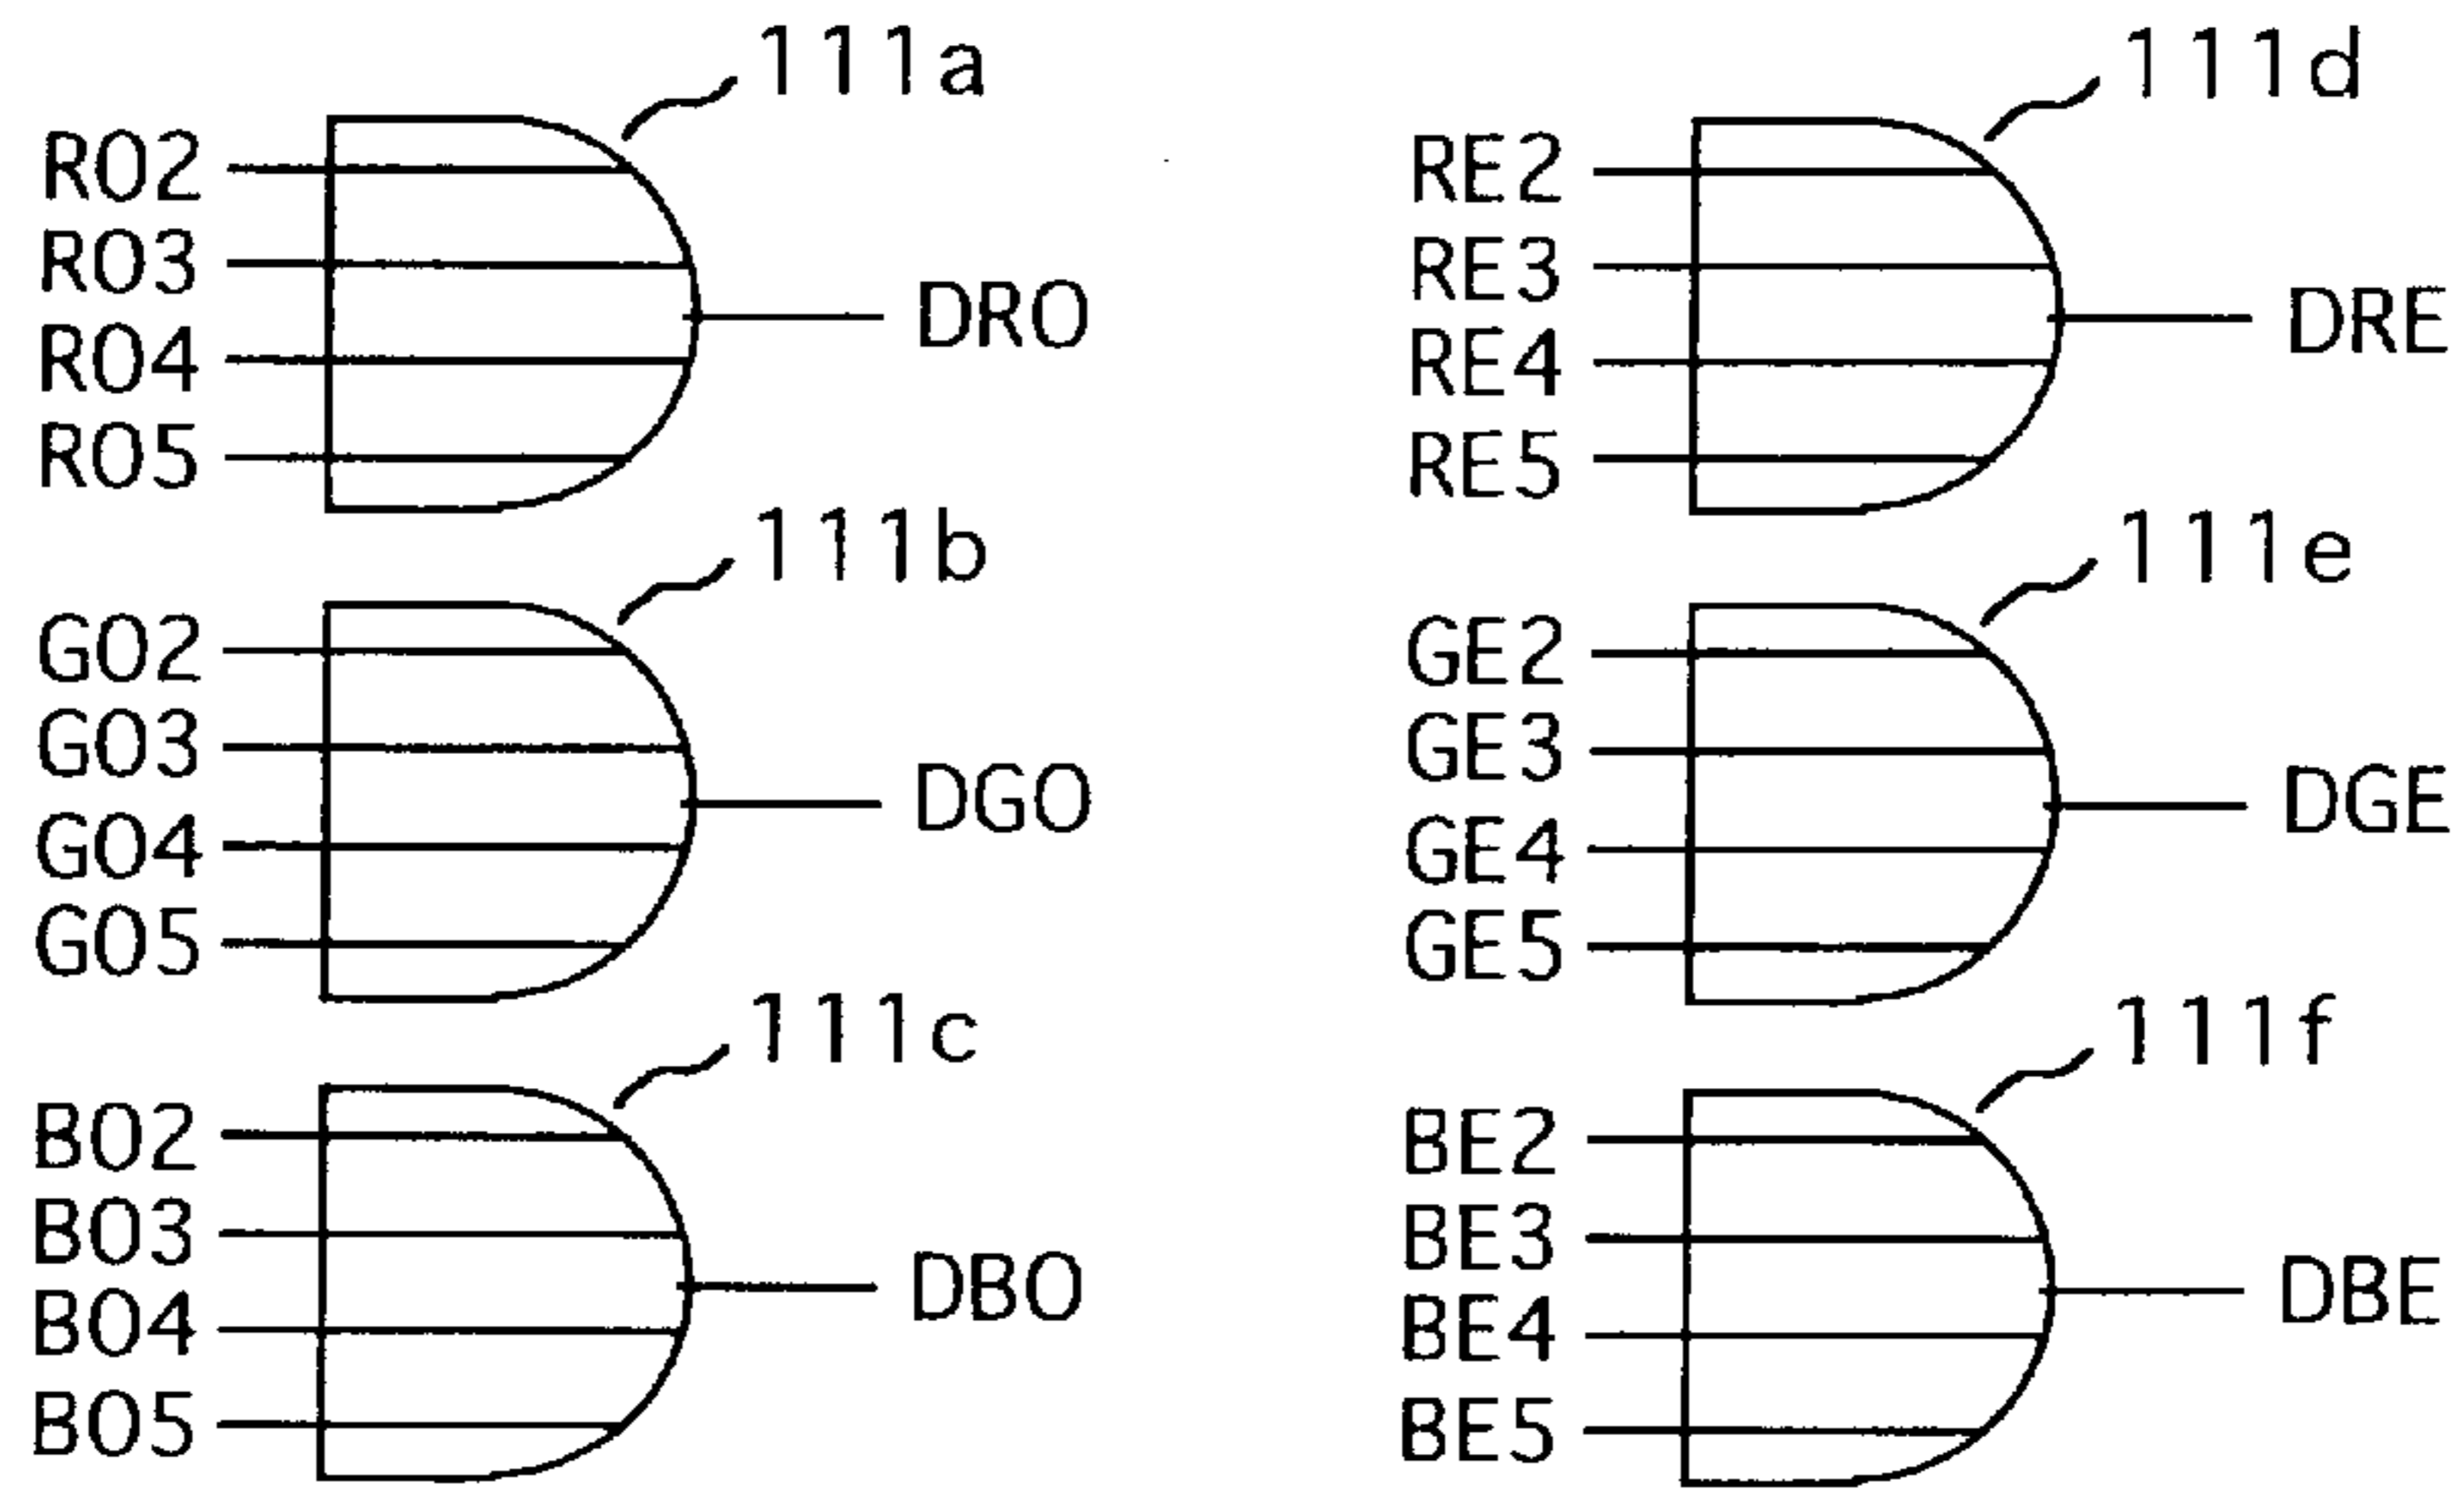 111a
RO2
RO3
RO4
RO5
DRO
111b
GO2
GO3
GO4
GO5
DGO
111c
BO2
BO3
BO4
BO5
DBO
111d
RE2
RE3
RE4
RE5
DRE
111e
GE2
GE3
GE4
GE5
DGE
111f
BE2
BE3
BE4
BE5
DBE